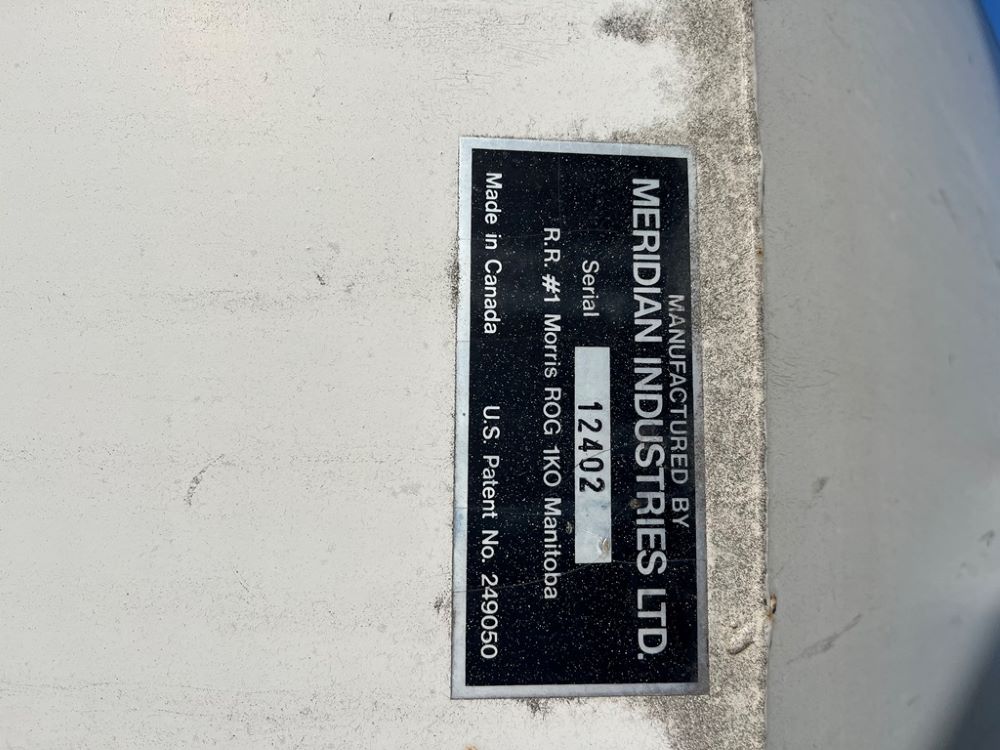 MANUFACTURED BY
MERIDIAN INDUSTRIES LTD.
Serial 12402
R.R. #1 Morris ROG 1KO Manitoba
Made in Canada U.S. Patent No. 249050